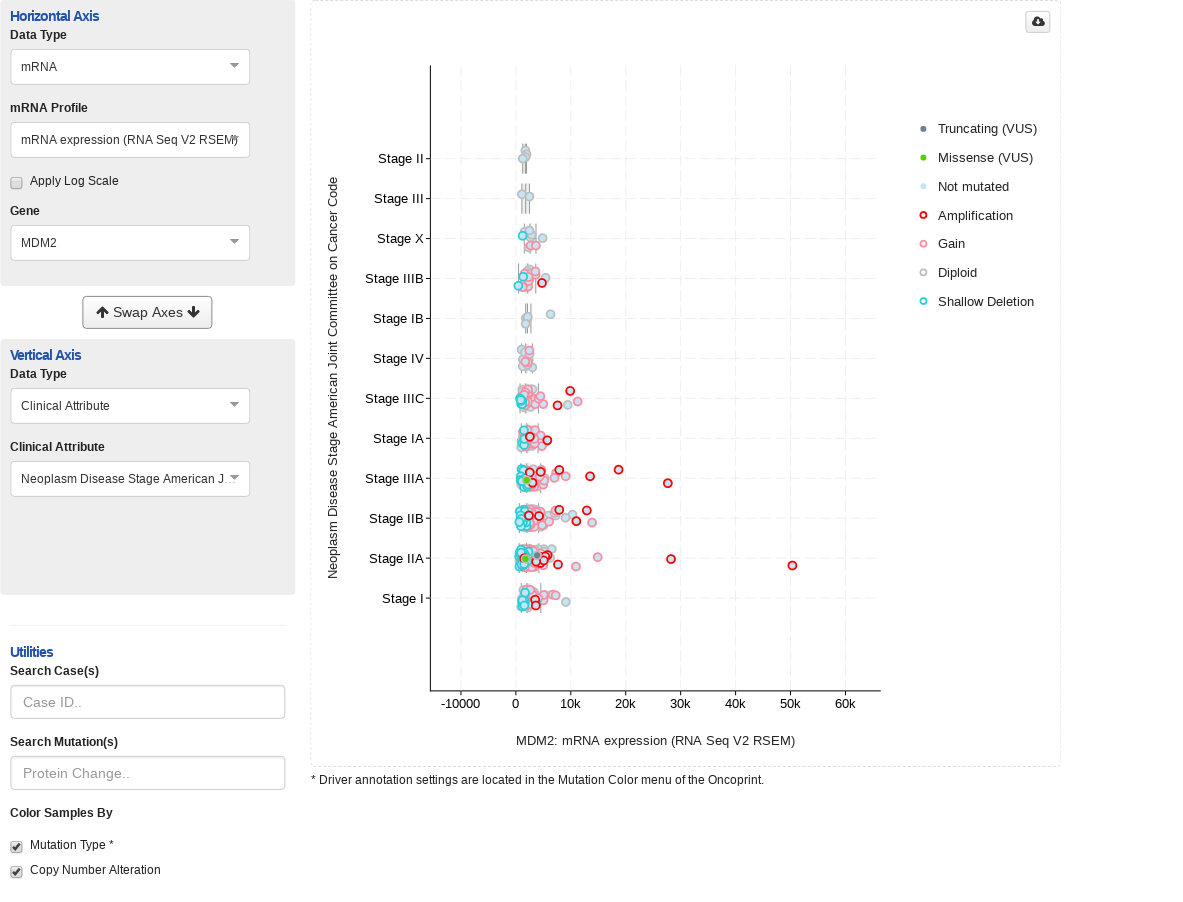 Horizontal Axis
Data Type
mRNA
mRNA Profile
mRNA expression (RNA Seq V2 RSEM)
Apply Log Scale
Gene
MDM2
Swap Axes
Vertical Axis
Data Type
Clinical Attribute
Clinical Attribute
Neoplasm Disease Stage American J…
Utilities
Search Case(s)
Case ID..
Search Mutation(s)
Protein Change..
Color Samples By
Mutation Type *
Copy Number Alteration
Neoplasm Disease Stage American Joint Committee on Cancer Code
Stage II
Stage III
Stage X
Stage IIIB
Stage IB
Stage IV
Stage IIIC
Stage IA
Stage IIIA
Stage IIB
Stage IIA
Stage I
-10000 0 10k 20k 30k 40k 50k 60k
MDM2: mRNA expression (RNA Seq V2 RSEM)
Truncating (VUS)
Missense (VUS)
Not mutated
Amplification
Gain
Diploid
Shallow Deletion
* Driver annotation settings are located in the Mutation Color menu of the Oncoprint.